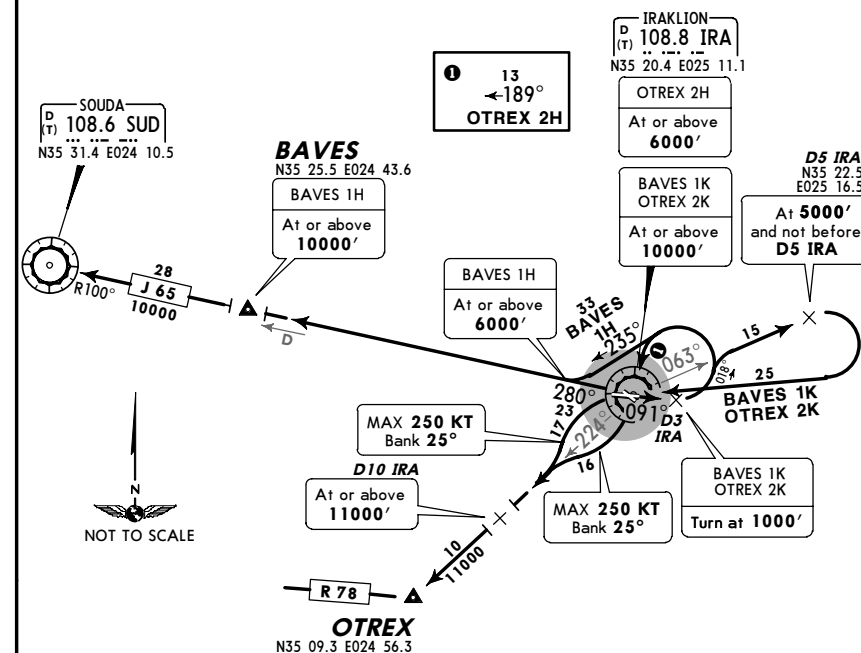 IRAKLION
D
(T) 108.8 IRA
N35 20.4 E025 11.1
❶ 13
189°
OTREX 2H
OTREX 2H
At or above
6000'
SOUDA
D
(T) 108.6 SUD
N35 31.4 E024 10.5
BAVES
N35 25.5 E024 43.6
BAVES 1H
At or above
10000'
BAVES 1K
OTREX 2K
At or above
10000'
D5 IRA
N35 22.5
E025 16.5
At 5000'
and not before
D5 IRA
BAVES 1H
At or above
6000'
28
J 65
10000
R100°
D
33
BAVES
1H
235°
❶
063°
15
018°
25
BAVES 1K
OTREX 2K
280°
091°
D3
IRA
23
17
224°
16
MAX 250 KT
Bank 25°
D10 IRA
At or above
11000'
MAX 250 KT
Bank 25°
BAVES 1K
OTREX 2K
Turn at 1000'
N
NOT TO SCALE
10
11000
R 78
OTREX
N35 09.3 E024 56.3